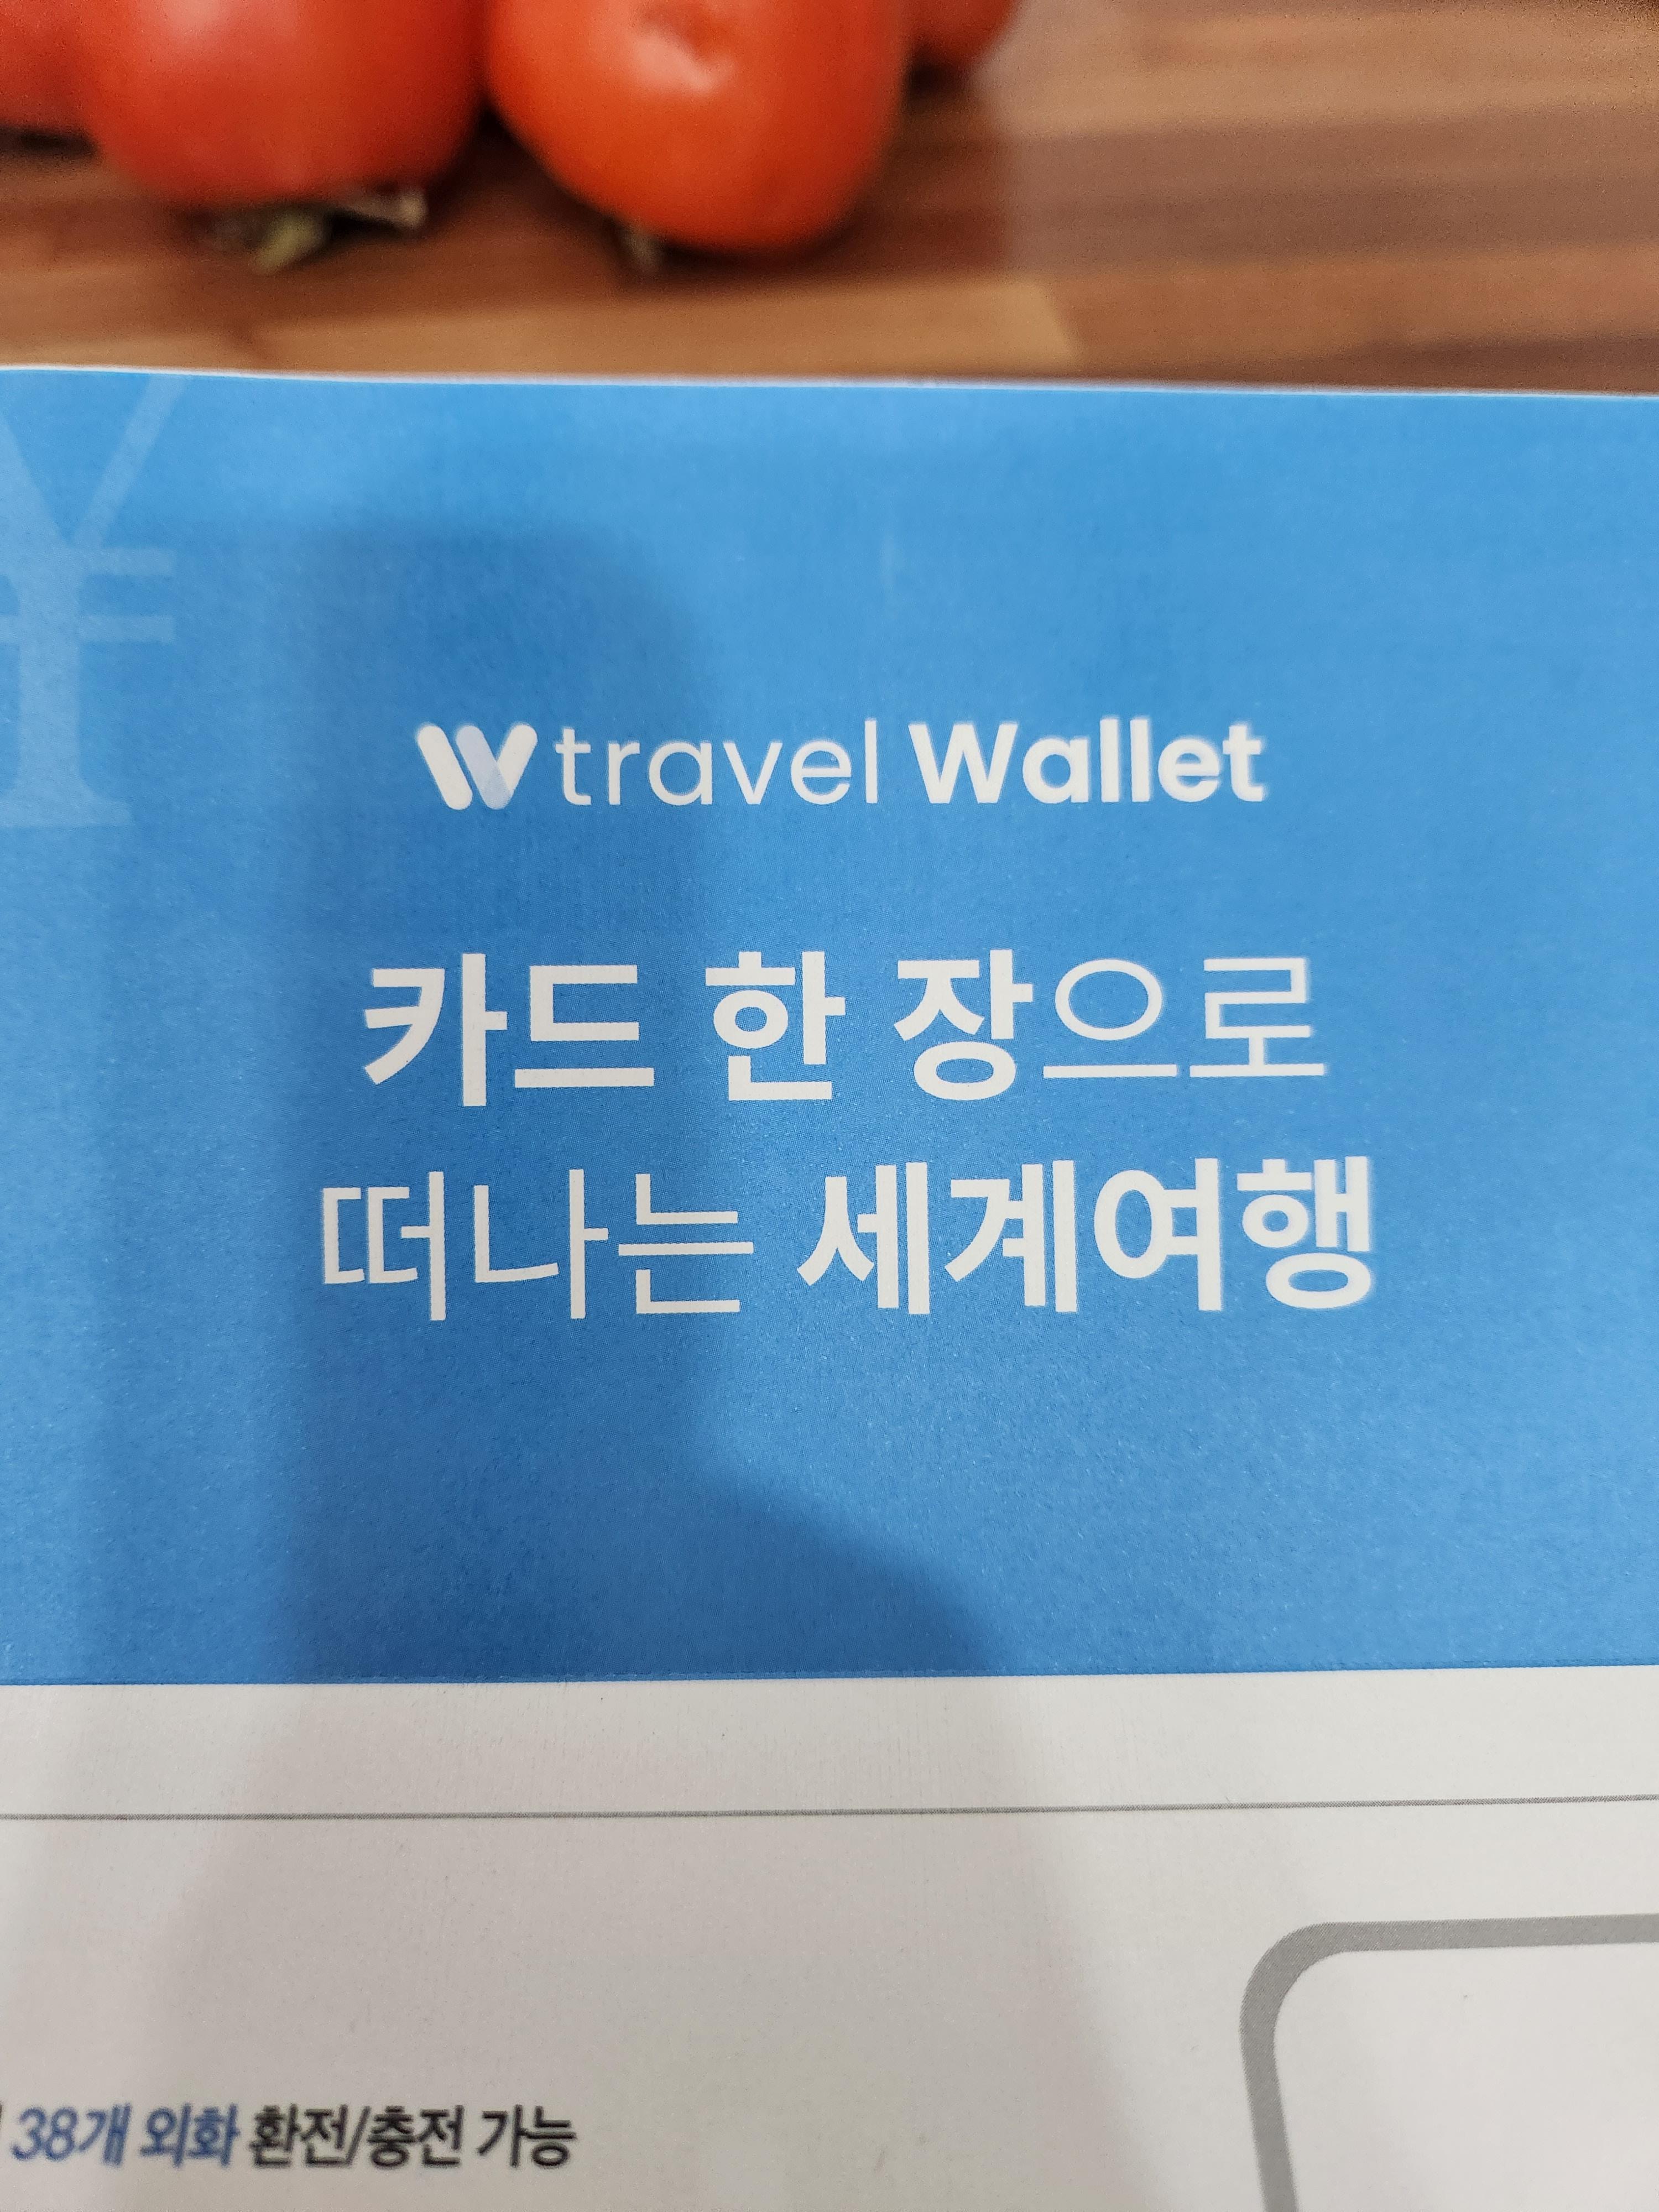 ¥
travel Wallet
카드 한 장으로
떠나는 세계여행
38개 외화 환전/충전 가능